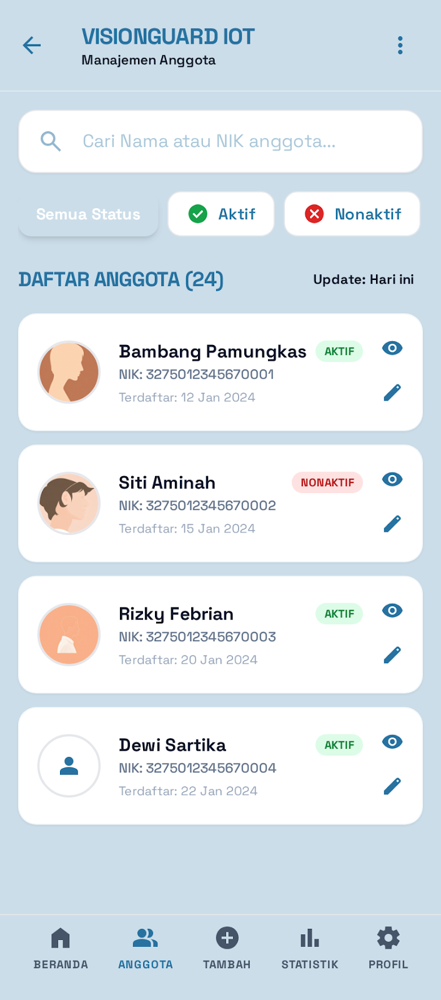 VISIONGUARD IOT
Manajemen Anggota
Cari Nama atau NIK anggota...
Semua Status
Aktif
Nonaktif
DAFTAR ANGGOTA (24)
Update: Hari ini
Bambang Pamungkas
AKTIF
NIK: 3275012345670001
Terdaftar: 12 Jan 2024
Siti Aminah
NONAKTIF
NIK: 3275012345670002
Terdaftar: 15 Jan 2024
Rizky Febrian
AKTIF
NIK: 3275012345670003
Terdaftar: 20 Jan 2024
Dewi Sartika
AKTIF
NIK: 3275012345670004
Terdaftar: 22 Jan 2024
BERANDA
ANGGOTA
TAMBAH
STATISTIK
PROFIL